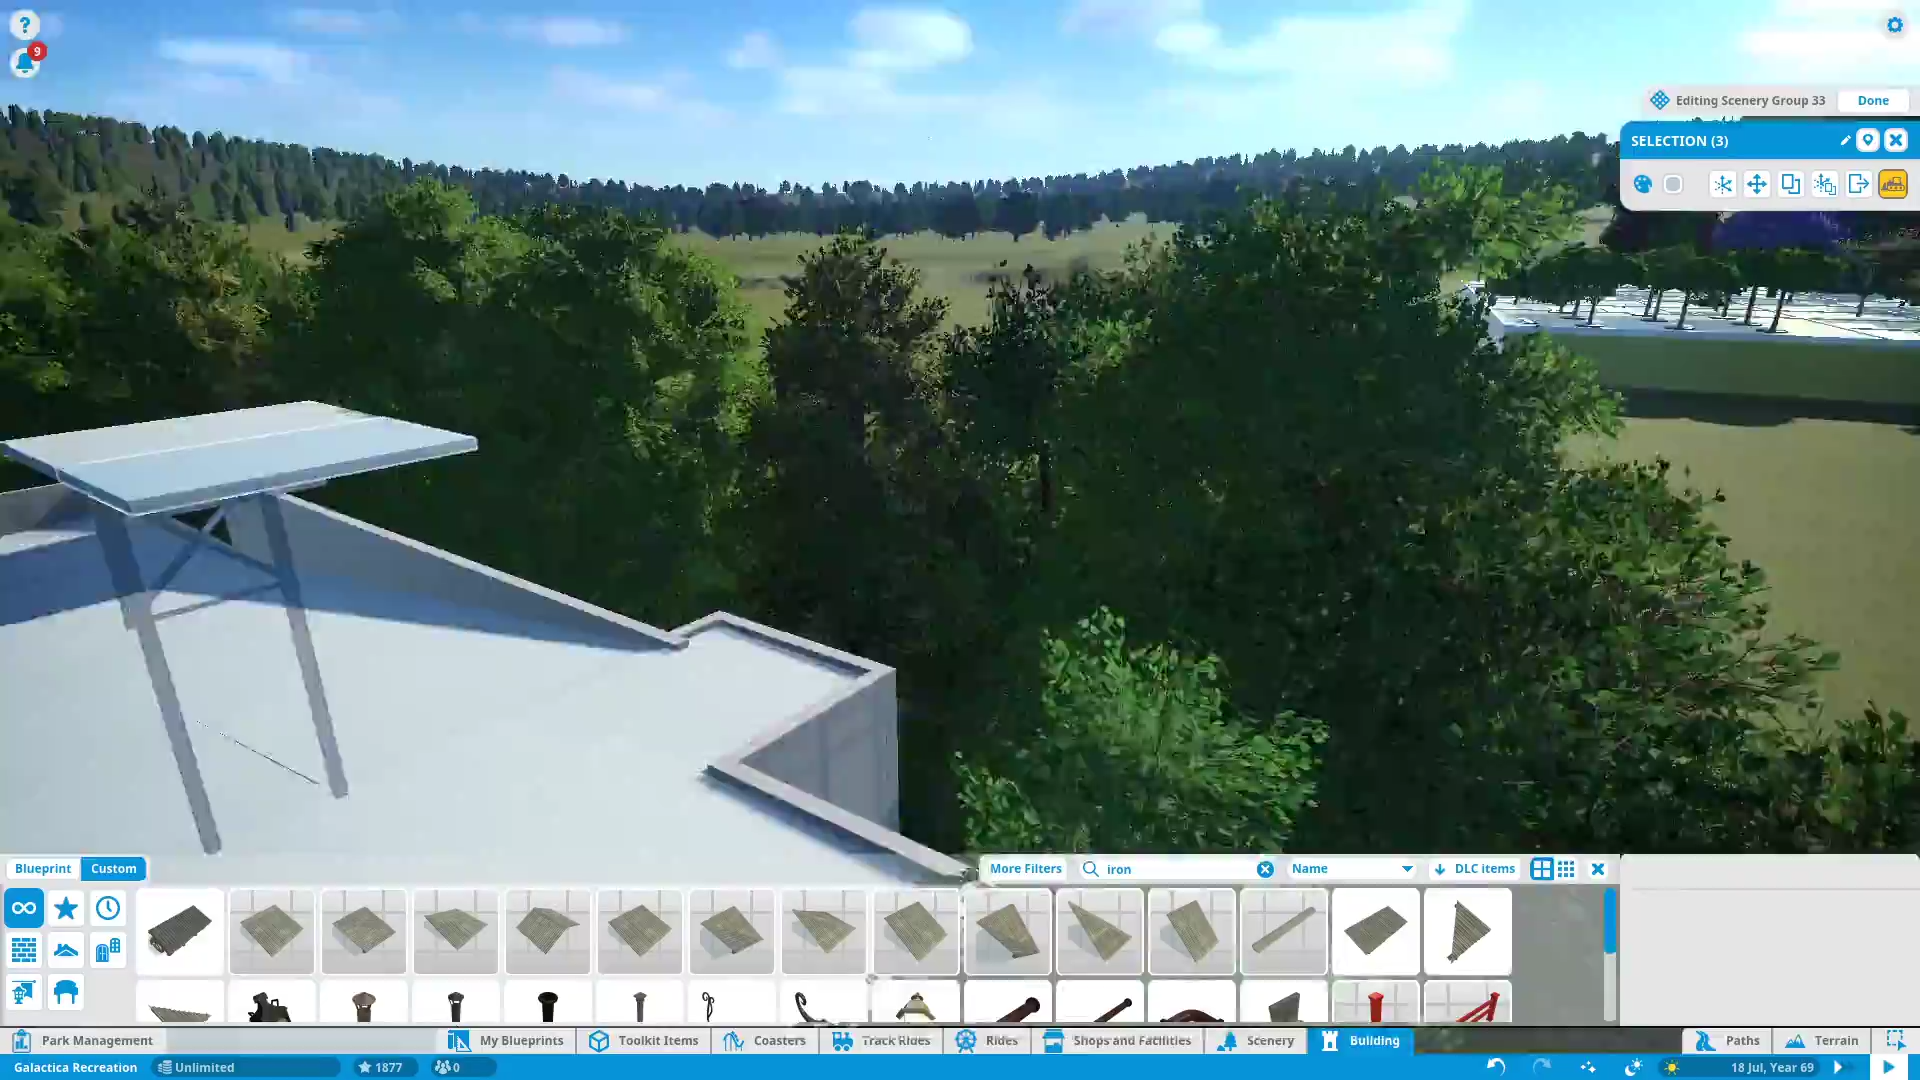 ?
9
Editing Scenery Group 33
Done
SELECTION (3)
Blueprint
Custom
More Filters
iron
Name
DLC items
Park Management
My Blueprints
Toolkit Items
Coasters
Track Rides
Rides
Shops and Facilities
Scenery
Building
Paths
Terrain
Galactica Recreation
Unlimited
1877
0
18 Jul, Year 69